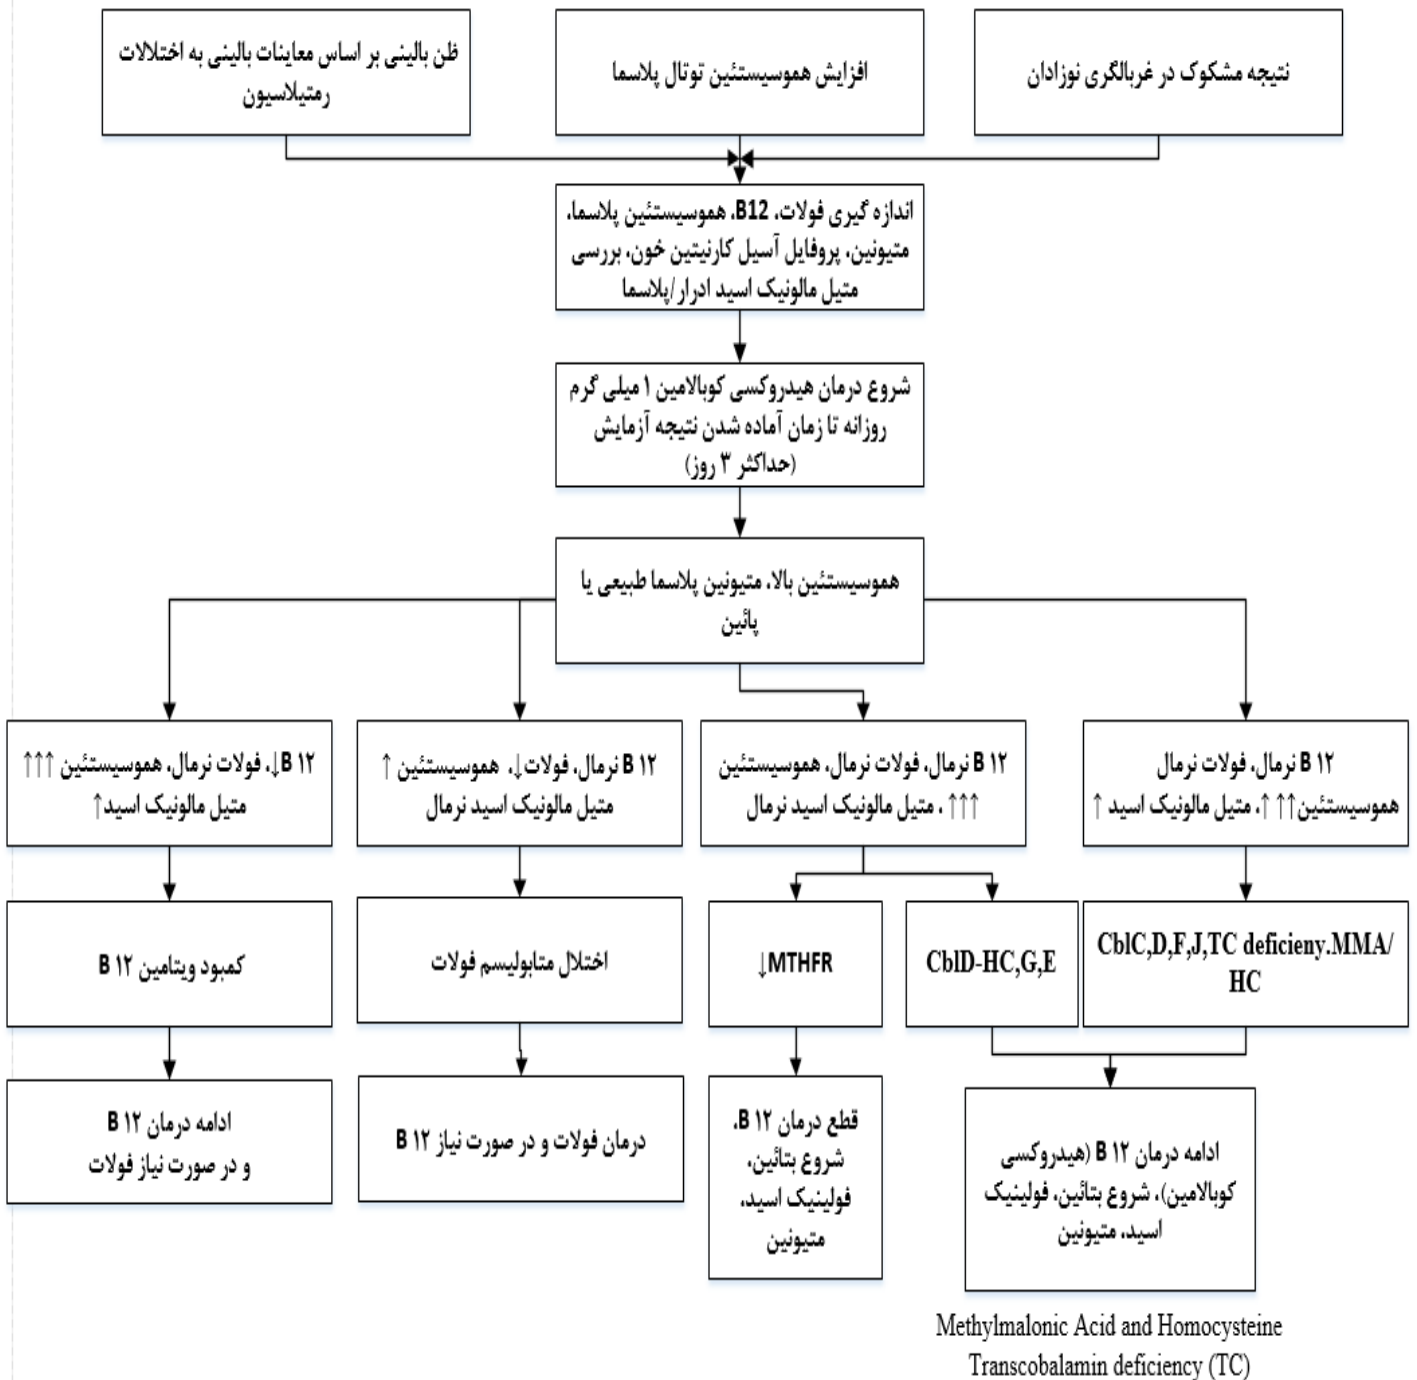 نتیجه مشکوک در غربالگری نوزادان
افزایش هموسیستئین توتال پلاسما
ظن بالینی بر اساس معاینات بالینی به اختلالات
رمتیلاسیون
اندازه گیری فولات، B12، هموسیستئین پلاسما،
متیونین، پروفایل آسیل کارنیتین خون، بررسی
متیل مالونیک اسید ادرار/پلاسما
شروع درمان هیدروکسی کوبالامین ۱ میلی گرم
روزانه تا زمان آماده شدن نتیجه آزمایش
(حداکثر ۳ روز)
هموسیستئین بالا، متیونین پلاسما طبیعی یا
پائین
B ۱۲ نرمال، فولات نرمال
هموسیستئین↑↑ ↑، متیل مالونیک اسید ↑
B ۱۲ نرمال، فولات نرمال، هموسیستئین
↑↑↑ ، متیل مالونیک اسید نرمال
B ۱۲ نرمال، فولات↓، هموسیستئین ↑
متیل مالونیک اسید نرمال
B ۱۲↓، فولات نرمال، هموسیستئین ↑↑↑
متیل مالونیک اسید↑
CblC,D,F,J,TC deficieny.MMA/
HC
CblD-HC,G,E
↓MTHFR
اختلال متابولیسم فولات
کمبود ویتامین B ۱۲
ادامه درمان B ۱۲ (هیدروکسی
کوبالامین)، شروع بتائین، فولینیک
اسید، متیونین
قطع درمان B ۱۲،
شروع بتائین،
فولینیک اسید،
متیونین
درمان فولات و در صورت نیاز B ۱۲
ادامه درمان B ۱۲
و در صورت نیاز فولات
Methylmalonic Acid and Homocysteine
Transcobalamin deficiency (TC)